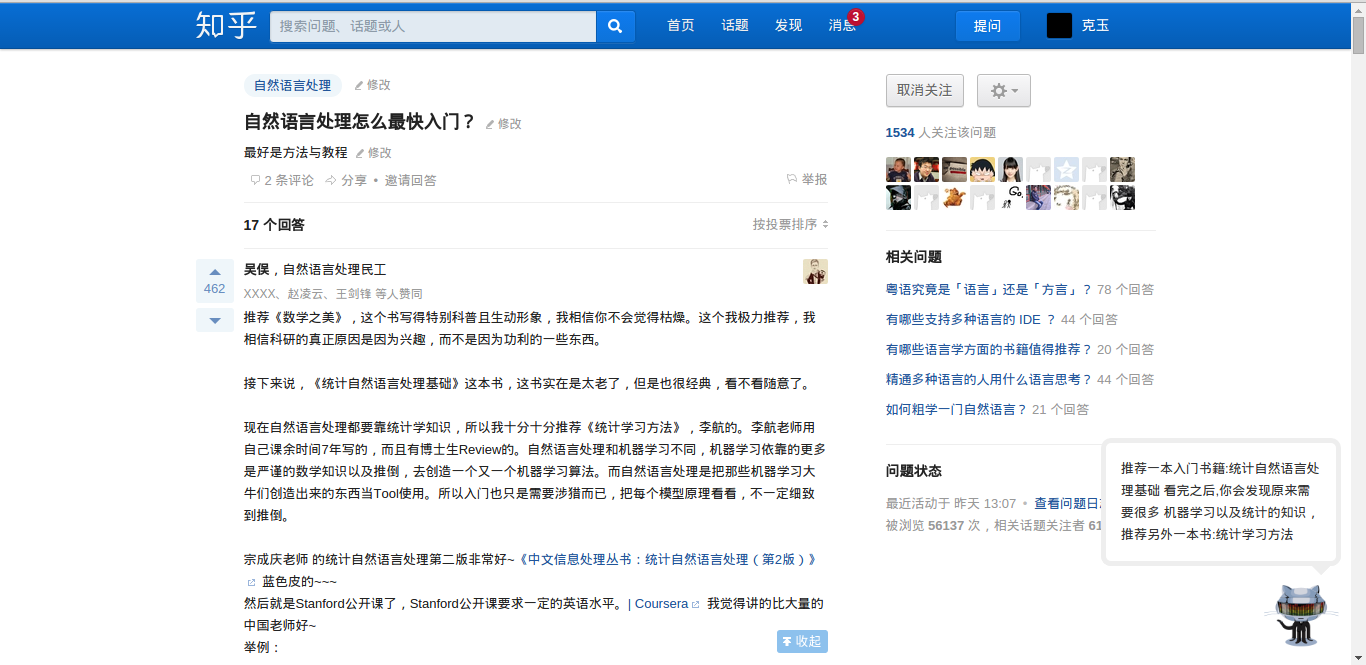 知乎
搜索问题、话题或人
首页 话题 发现 消息 3
提问
克玉
自然语言处理 修改
自然语言处理怎么最快入门？ 修改
最好是方法与教程 修改
2 条评论 分享 • 邀请回答
举报
17 个回答
按投票排序
462
吴俣，自然语言处理民工
XXXX、赵凌云、王剑锋 等人赞同
推荐《数学之美》，这个书写得特别科普且生动形象，我相信你不会觉得枯燥。这个我极力推荐，我
相信科研的真正原因是因为兴趣，而不是因为功利的一些东西。
接下来说，《统计自然语言处理基础》这本书，这书实在是太老了，但是也很经典，看不看随意了。
现在自然语言处理都要靠统计学知识，所以我十分十分推荐《统计学习方法》，李航的。李航老师用
自己课余时间7年写的，而且有博士生Review的。自然语言处理和机器学习不同，机器学习依靠的更多
是严谨的数学知识以及推倒，去创造一个又一个机器学习算法。而自然语言处理是把那些机器学习大
牛们创造出来的东西当Tool使用。所以入门也只是需要涉猎而已，把每个模型原理看看，不一定细致
到推倒。
宗成庆老师 的统计自然语言处理第二版非常好~《中文信息处理丛书：统计自然语言处理（第2版）》
蓝色皮的~~~
然后就是Stanford公开课了，Stanford公开课要求一定的英语水平。| Coursera 我觉得讲的比大量的
中国老师好~
举例：
收起
取消关注
1534 人关注该问题
Go.
相关问题
粤语究竟是「语言」还是「方言」？ 78 个回答
有哪些支持多种语言的 IDE ？ 44 个回答
有哪些语言学方面的书籍值得推荐？ 20 个回答
精通多种语言的人用什么语言思考？ 44 个回答
如何粗学一门自然语言？ 21 个回答
问题状态
最近活动于 昨天 13:07 • 查看问题日
被浏览 56137 次，相关话题关注者 61
推荐一本入门书籍:统计自然语言处
理基础 看完之后,你会发现原来需
要很多 机器学习以及统计的知识，
推荐另外一本书:统计学习方法